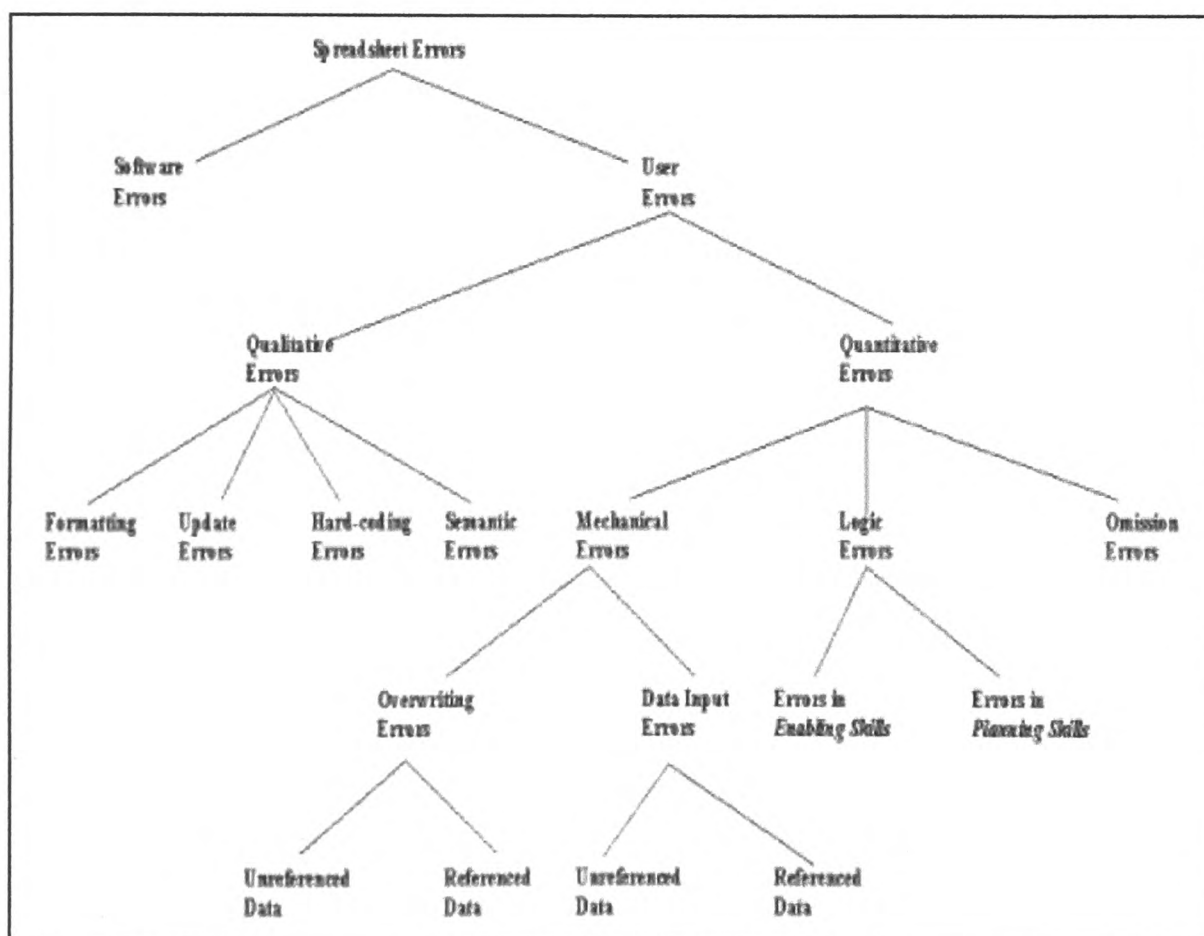 Spreadsheet Errors
Software
Errors
User
Errors
Qualitative
Errors
Quantitative
Errors
Formatting
Errors
Update
Errors
Hard-coding
Errors
Semantic
Errors
Mechanical
Errors
Logic
Errors
Omission
Errors
Overwriting
Errors
Data Input
Errors
Errors in
Enabling Skills
Errors in
Planning Skills
Unreferenced
Data
Referenced
Data
Unreferenced
Data
Referenced
Data